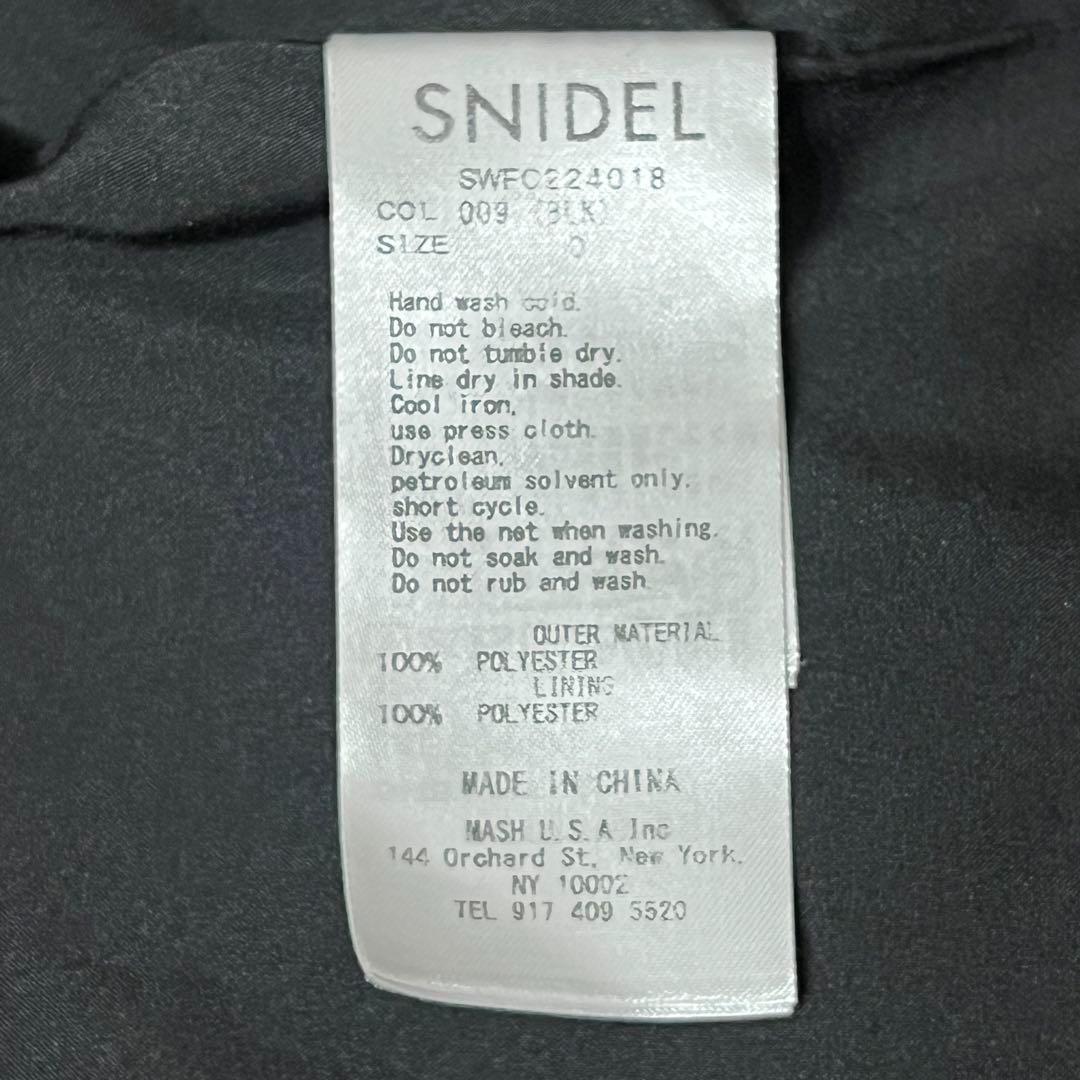 SNIDEL
SWFC224018
COL 009 (BLK)
SIZE 0
Hand wash cold.
Do not bleach.
Do not tumble dry.
Line dry in shade.
Cool iron,
use press cloth.
Dryclean,
petroleum solvent only,
short cycle.
Use the net when washing.
Do not soak and wash.
Do not rub and wash
OUTER MATERIAL
100% POLYESTER
LINING
100% POLYESTER
MADE IN CHINA
MASH U.S.A Inc
144 Orchard St, New York,
NY 10002
TEL 917 409 5520